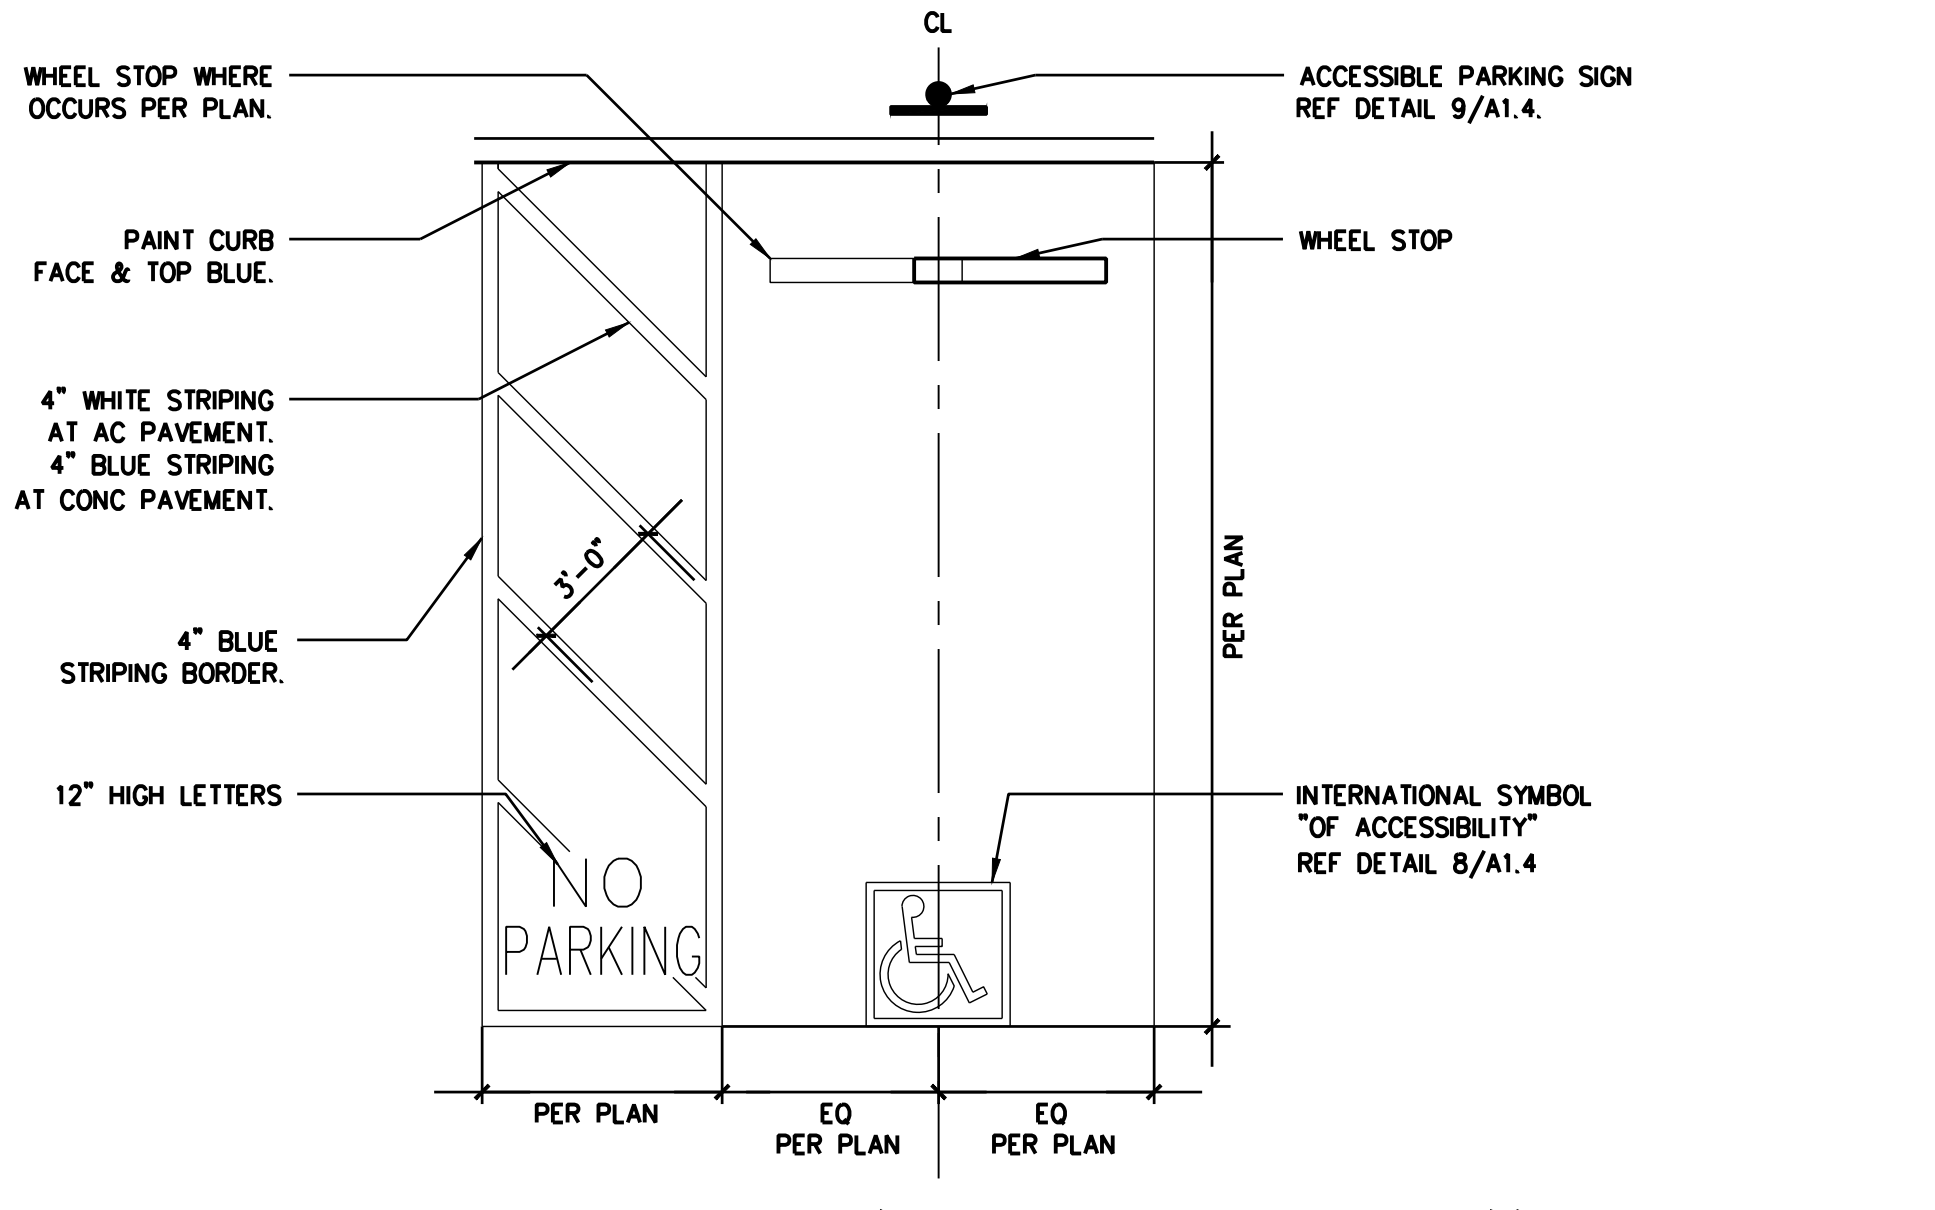 CL
WHEEL STOP WHERE
OCCURS PER PLAN.
ACCESSIBLE PARKING SIGN
REF DETAIL 9/A1.4.
PAINT CURB
FACE & TOP BLUE.
WHEEL STOP
4" WHITE STRIPING
AT AC PAVEMENT.
4" BLUE STRIPING
AT CONC PAVEMENT.
3'-0"
PER PLAN
4" BLUE
STRIPING BORDER.
12" HIGH LETTERS
INTERNATIONAL SYMBOL
"OF ACCESSIBILITY"
REF DETAIL 8/A1.4
NO
PARKING
PER PLAN
EQ
PER PLAN
EQ
PER PLAN